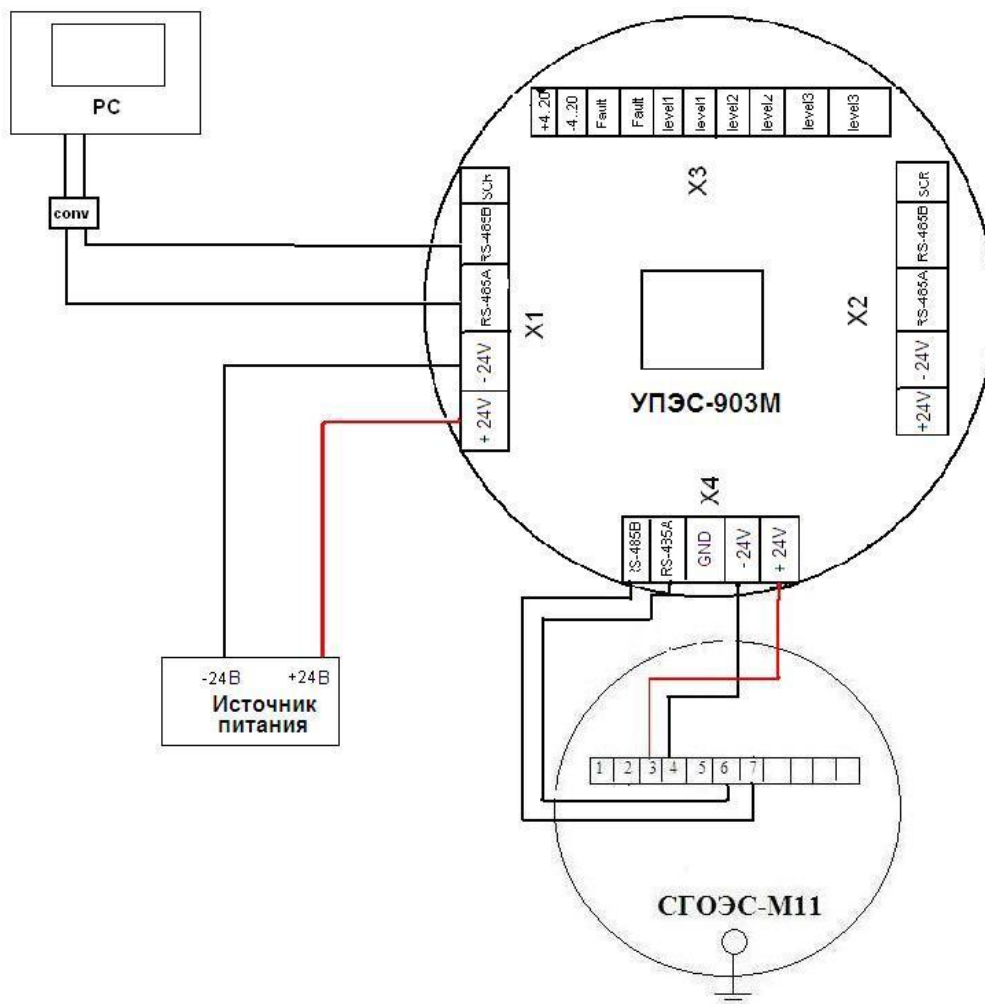 PC
conv
+4..20
-4..20
Fault
Fault
level1
level1
level2
level2
level3
level3
X3
SCR
RS-485B
RS-485A
- 24V
+ 24V
X1
SCR
RS-485B
RS-485A
- 24V
+24V
X2
УПЭС-903М
X4
RS-485B
RS-485A
GND
- 24V
+ 24V
-24В
+24В
Источник
питания
1 2 3 4 5 6 7
СГОЭС-М11